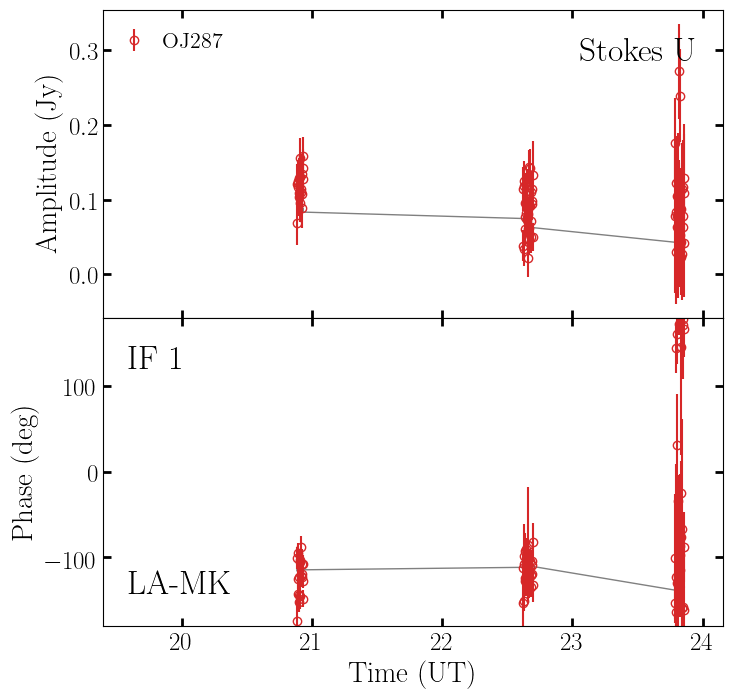 OJ287
Stokes U
0.3
0.2
0.1
0.0
Amplitude (Jy)
IF 1
100
0
−100
Phase (deg)
LA-MK
20 21 22 23 24
Time (UT)